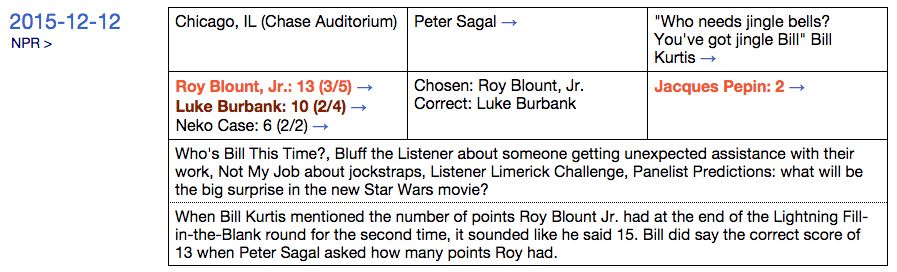 2015-12-12
NPR >
Chicago, IL (Chase Auditorium)
Peter Sagal →
"Who needs jingle bells?
You've got jingle Bill" Bill
Kurtis →
Roy Blount, Jr.: 13 (3/5) →
Luke Burbank: 10 (2/4) →
Neko Case: 6 (2/2) →
Chosen: Roy Blount, Jr.
Correct: Luke Burbank
Jacques Pepin: 2 →
Who's Bill This Time?, Bluff the Listener about someone getting unexpected assistance with their
work, Not My Job about jockstraps, Listener Limerick Challenge, Panelist Predictions: what will be
the big surprise in the new Star Wars movie?
When Bill Kurtis mentioned the number of points Roy Blount Jr. had at the end of the Lightning Fill-
in-the-Blank round for the second time, it sounded like he said 15. Bill did say the correct score of
13 when Peter Sagal asked how many points Roy had.